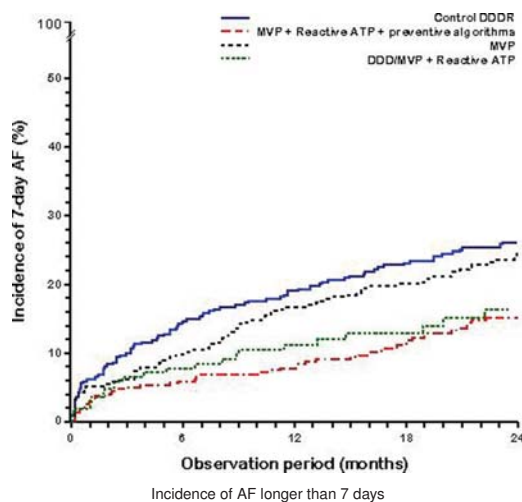 Control DDDR
MVP + Reactive ATP + preventive algorithms
MVP
DDD/MVP + Reactive ATP
100
50
40
30
20
10
0
Incidence of 7-day AF (%)
0 6 12 18 24
Observation period (months)
Incidence of AF longer than 7 days